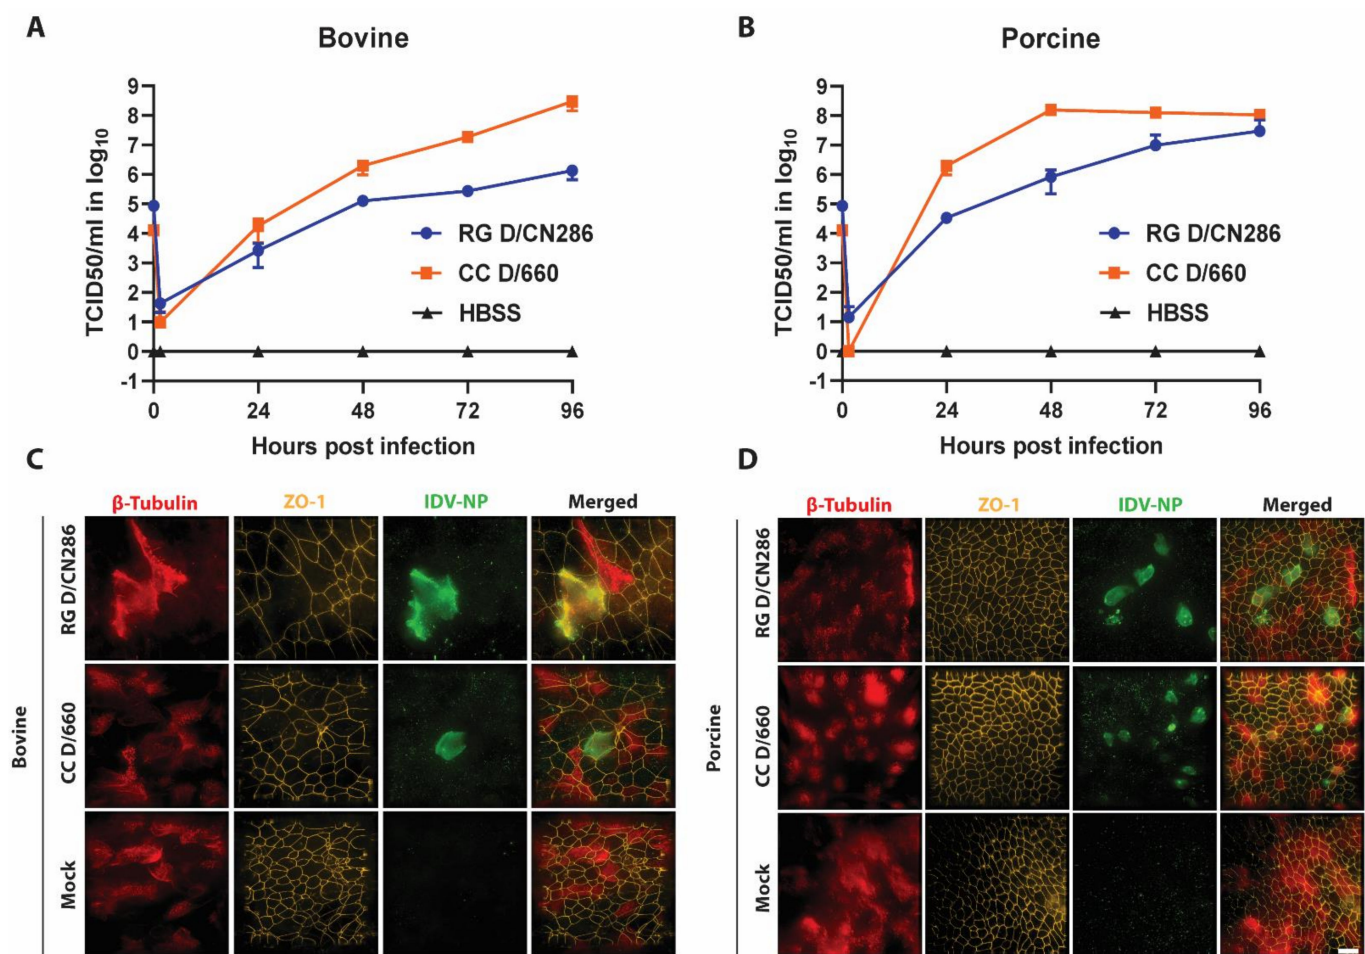 A
Bovine
TCID50/ml in log10
9
8
7
6
5
4
3
2
1
0
-1
0 24 48 72 96
Hours post infection
RG D/CN286
CC D/660
HBSS
B
Porcine
TCID50/ml in log10
9
8
7
6
5
4
3
2
1
0
-1
0 24 48 72 96
Hours post infection
RG D/CN286
CC D/660
HBSS
C
β-Tubulin ZO-1 IDV-NP Merged
Bovine
RG D/CN286
CC D/660
Mock
D
β-Tubulin ZO-1 IDV-NP Merged
Porcine
RG D/CN286
CC D/660
Mock